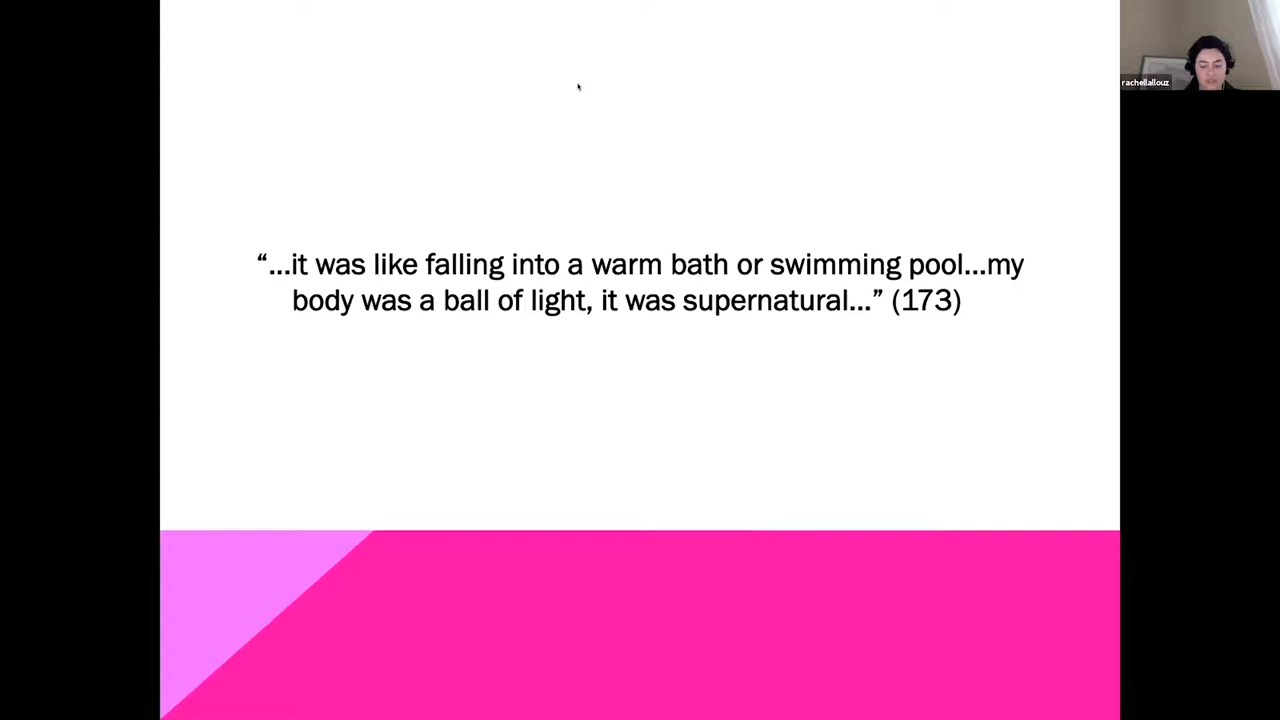 “...it was like falling into a warm bath or swimming pool...my
body was a ball of light, it was supernatural...” (173)
rachellallouz